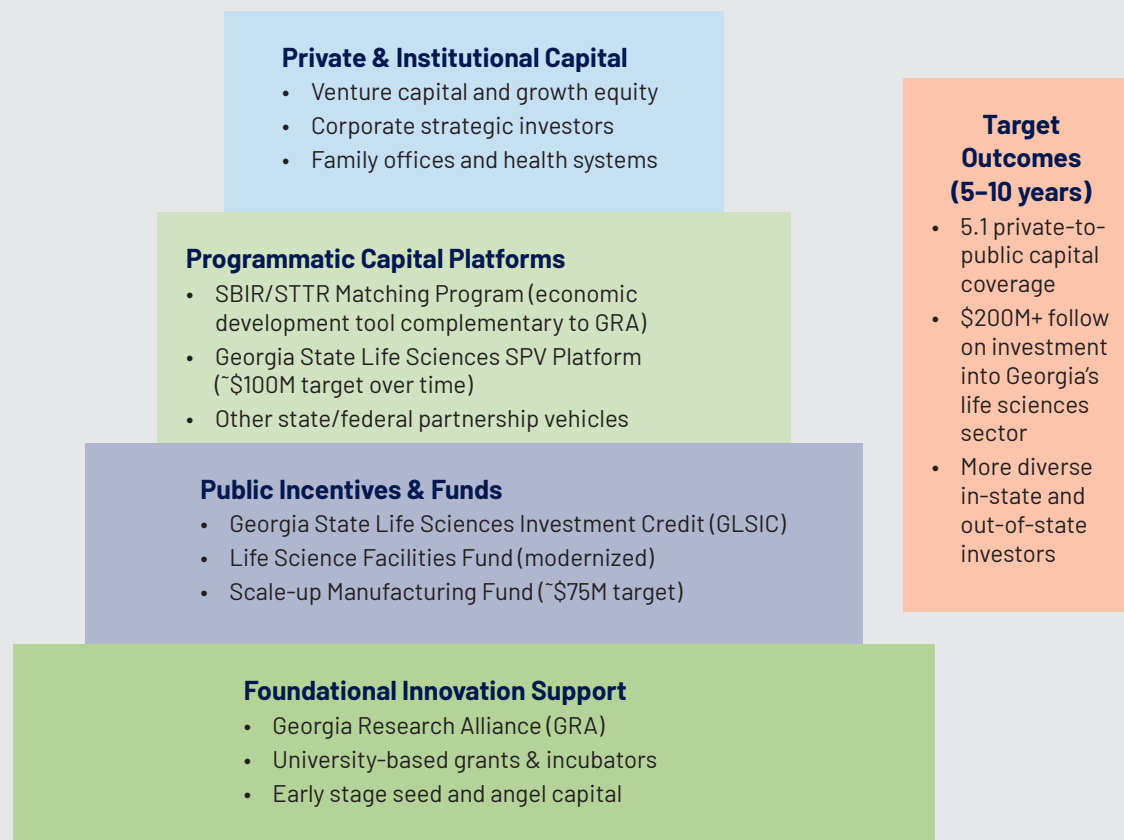 Private & Institutional Capital
• Venture capital and growth equity
• Corporate strategic investors
• Family offices and health systems
Programmatic Capital Platforms
• SBIR/STTR Matching Program (economic
development tool complementary to GRA)
• Georgia State Life Sciences SPV Platform
(˜$100M target over time)
• Other state/federal partnership vehicles
Public Incentives & Funds
• Georgia State Life Sciences Investment Credit (GLSIC)
• Life Science Facilities Fund (modernized)
• Scale-up Manufacturing Fund (˜$75M target)
Foundational Innovation Support
• Georgia Research Alliance (GRA)
• University-based grants & incubators
• Early stage seed and angel capital
Target
Outcomes
(5–10 years)
• 5.1 private-to-
public capital
coverage
• $200M+ follow
on investment
into Georgia’s
life sciences
sector
• More diverse
in-state and
out-of-state
investors